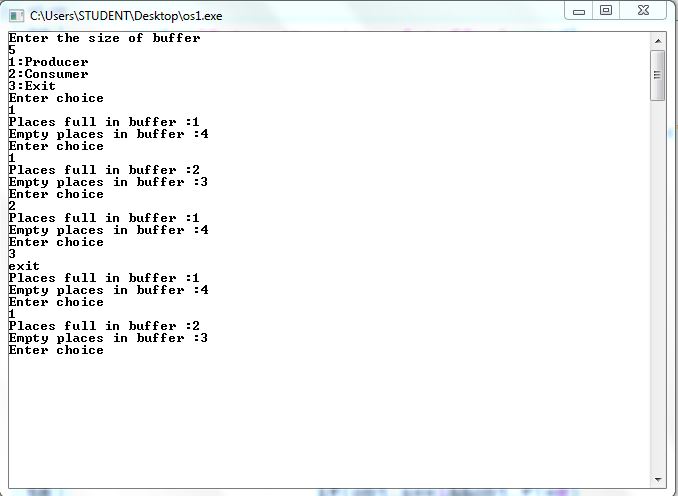 C:\Users\STUDENT\Desktop\os1.exe
Enter the size of buffer
5
1:Producer
2:Consumer
3:Exit
Enter choice
1
Places full in buffer :1
Empty places in buffer :4
Enter choice
1
Places full in buffer :2
Empty places in buffer :3
Enter choice
2
Places full in buffer :1
Empty places in buffer :4
Enter choice
3
exit
Places full in buffer :1
Empty places in buffer :4
Enter choice
1
Places full in buffer :2
Empty places in buffer :3
Enter choice